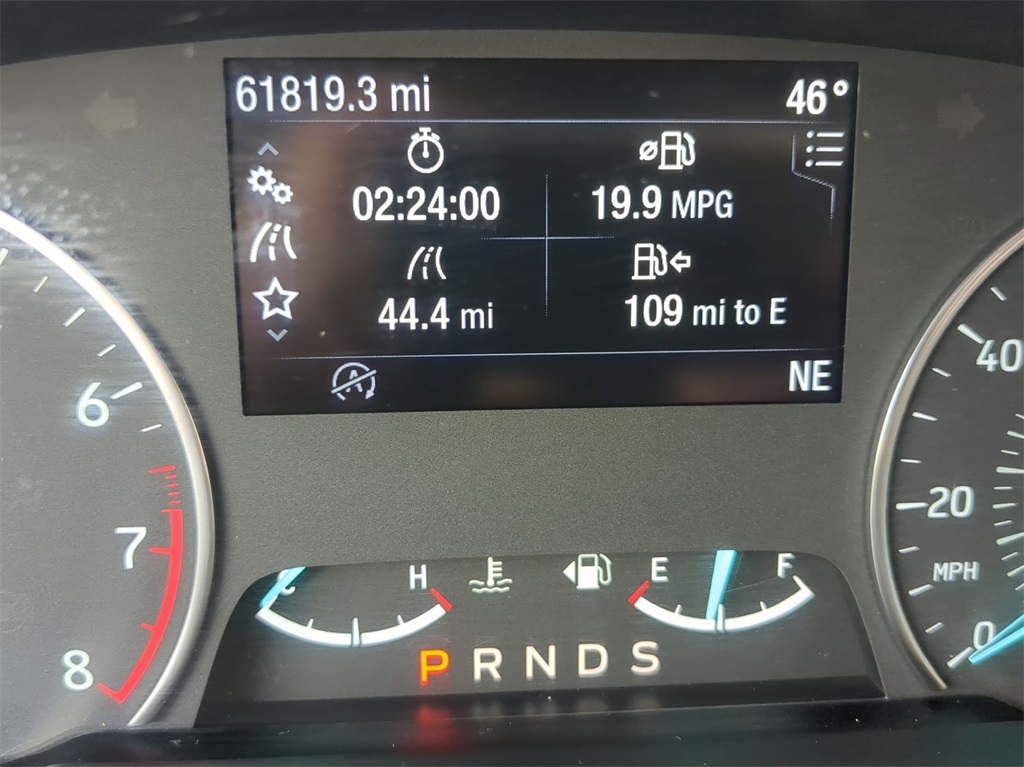 61819.3 mi 46°
02:24:00 19.9 MPG
44.4 mi 109 mi to E
A NE
6
7
8
40
20
MPH
0
C H E F
P R N D S